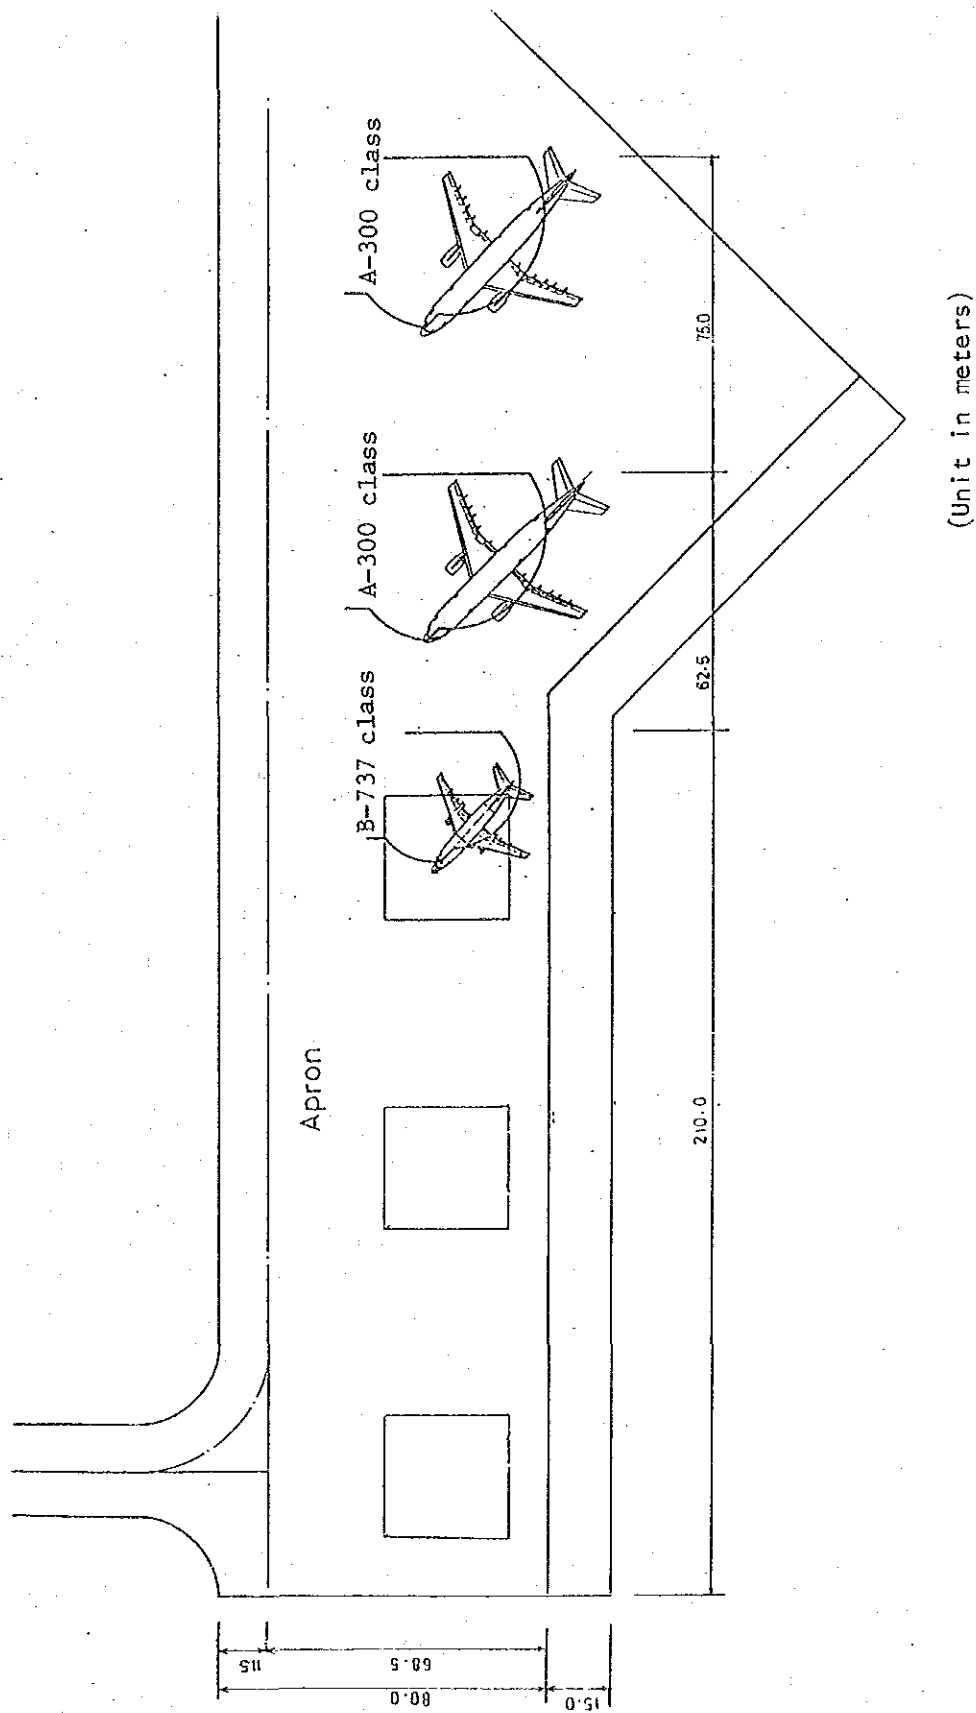 A-300 class
A-300 class
B-737 class
Apron
75.0
62.5
210.0
11.5
68.5
80.0
15.0
(Unit in meters)